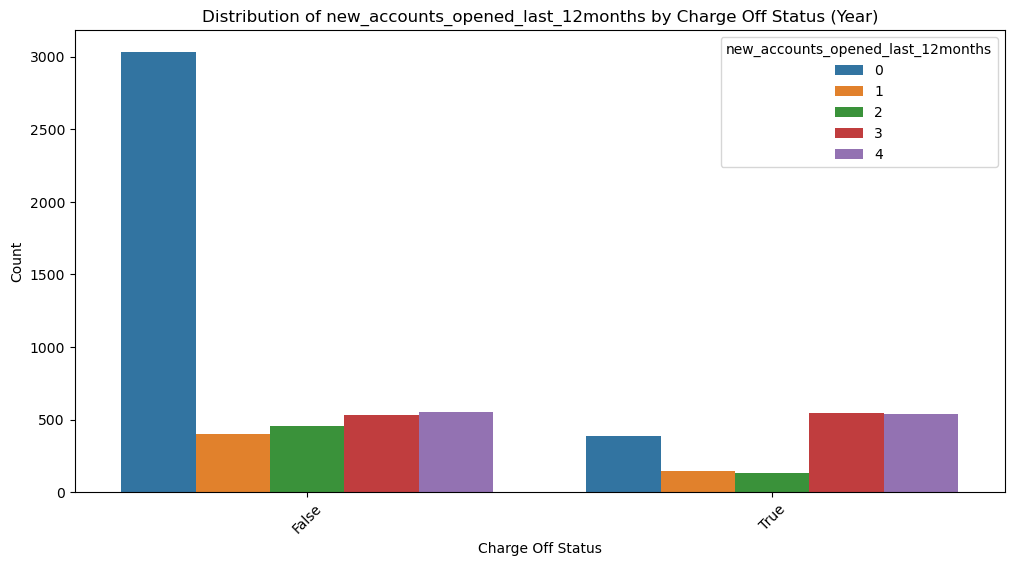 Distribution of new_accounts_opened_last_12months by Charge Off Status (Year)
new_accounts_opened_last_12months
0
1
2
3
4
3000
2500
2000
1500
1000
500
0
Count
False
True
Charge Off Status